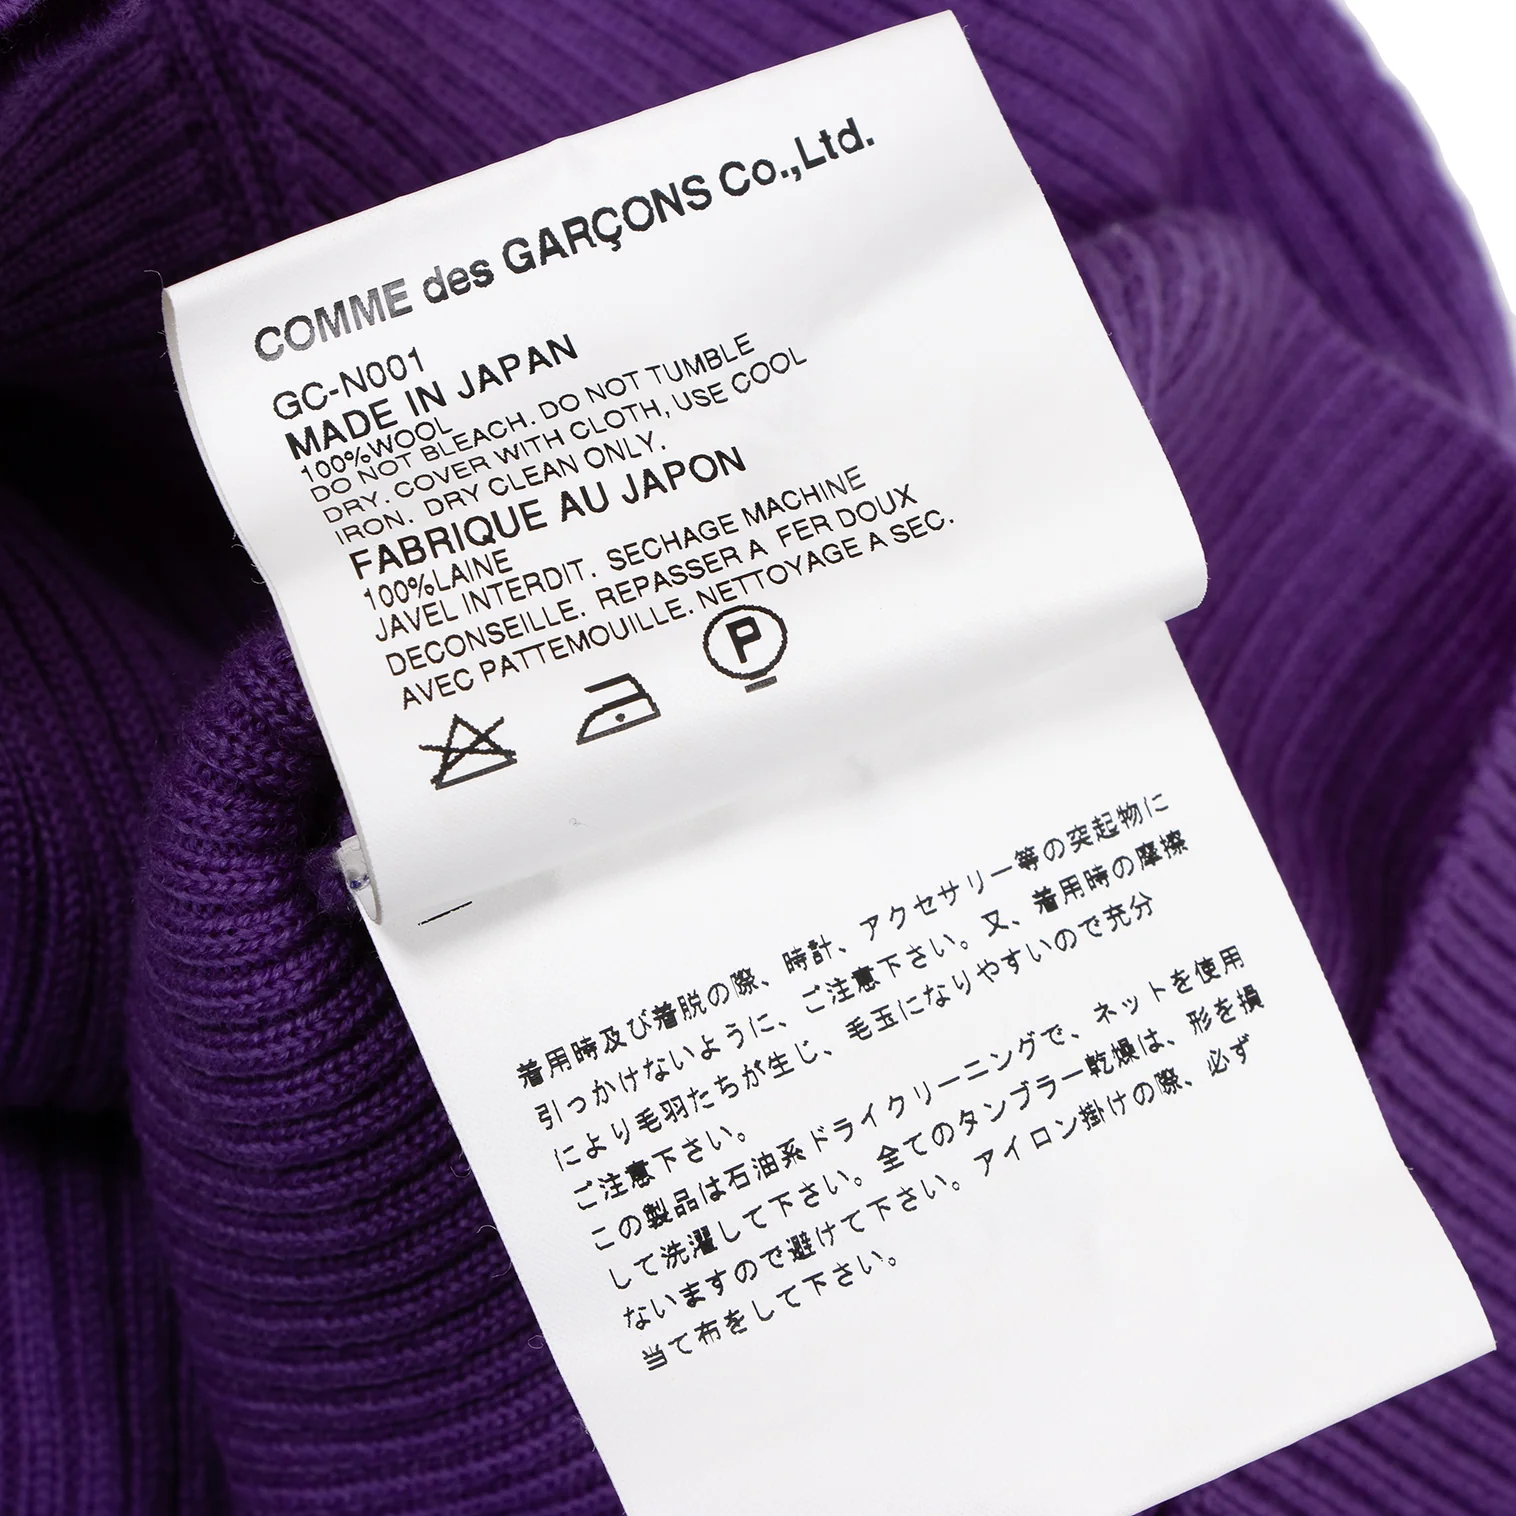 COMME des GARÇONS Co.,Ltd.
GC-N001
MADE IN JAPAN
100%WOOL
DO NOT BLEACH. DO NOT TUMBLE
DRY. COVER WITH CLOTH, USE COOL
IRON. DRY CLEAN ONLY.
FABRIQUE AU JAPON
100%LAINE
JAVEL INTERDIT. SECHAGE MACHINE
DECONSEILLE. REPASSER A FER DOUX
AVEC PATTEMOUILLE. NETTOYAGE A SEC.
P
着用時及び着脱の際、時計、アクセサリー等の突起物に
引っかけないように、ご注意下さい。又、着用時の摩擦
により毛羽たちが生じ、毛玉になりやすいので充分
ご注意下さい。
この製品は石油系ドライクリーニングで、ネットを使用
して洗濯して下さい。全てのタンブラー乾燥は、形を損
ないますので避けて下さい。アイロン掛けの際、必ず
当て布をして下さい。